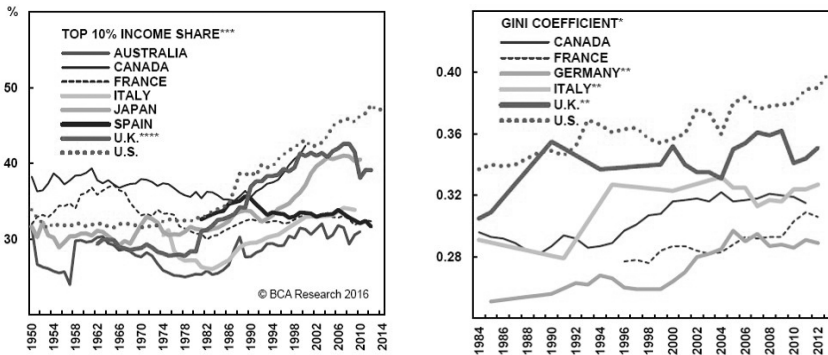 %
TOP 10% INCOME SHARE***
AUSTRALIA
CANADA
FRANCE
ITALY
JAPAN
SPAIN
U.K.****
U.S.
50
40
30
© BCA Research 2016
1950
1954
1958
1962
1966
1970
1974
1978
1982
1986
1990
1994
1998
2002
2006
2010
2014
GINI COEFFICIENT*
CANADA
FRANCE
GERMANY**
ITALY**
U.K.**
U.S.
0.40
0.36
0.32
0.28
1984
1986
1988
1990
1992
1994
1996
1998
2000
2002
2004
2006
2008
2010
2012